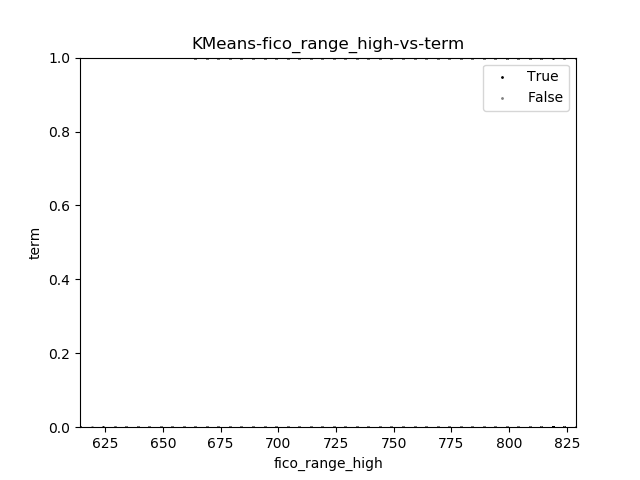 KMeans-fico_range_high-vs-term
True
False
1.0
0.8
0.6
0.4
0.2
0.0
term
625 650 675 700 725 750 775 800 825
fico_range_high